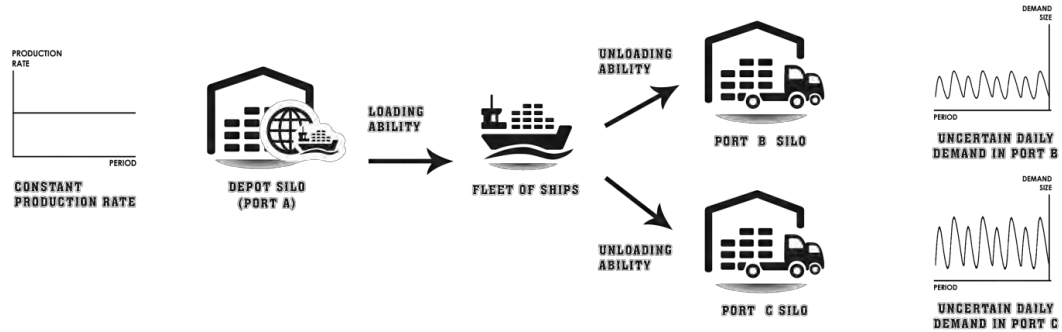 PRODUCTION
RATE
PERIOD
CONSTANT
PRODUCTION RATE
DEPOT SILO
(PORT A)
LOADING
ABILITY
FLEET OF SHIPS
UNLOADING
ABILITY
PORT B SILO
DEMAND
SIZE
PERIOD
UNCERTAIN DAILY
DEMAND IN PORT B
UNLOADING
ABILITY
PORT C SILO
DEMAND
SIZE
PERIOD
UNCERTAIN DAILY
DEMAND IN PORT C